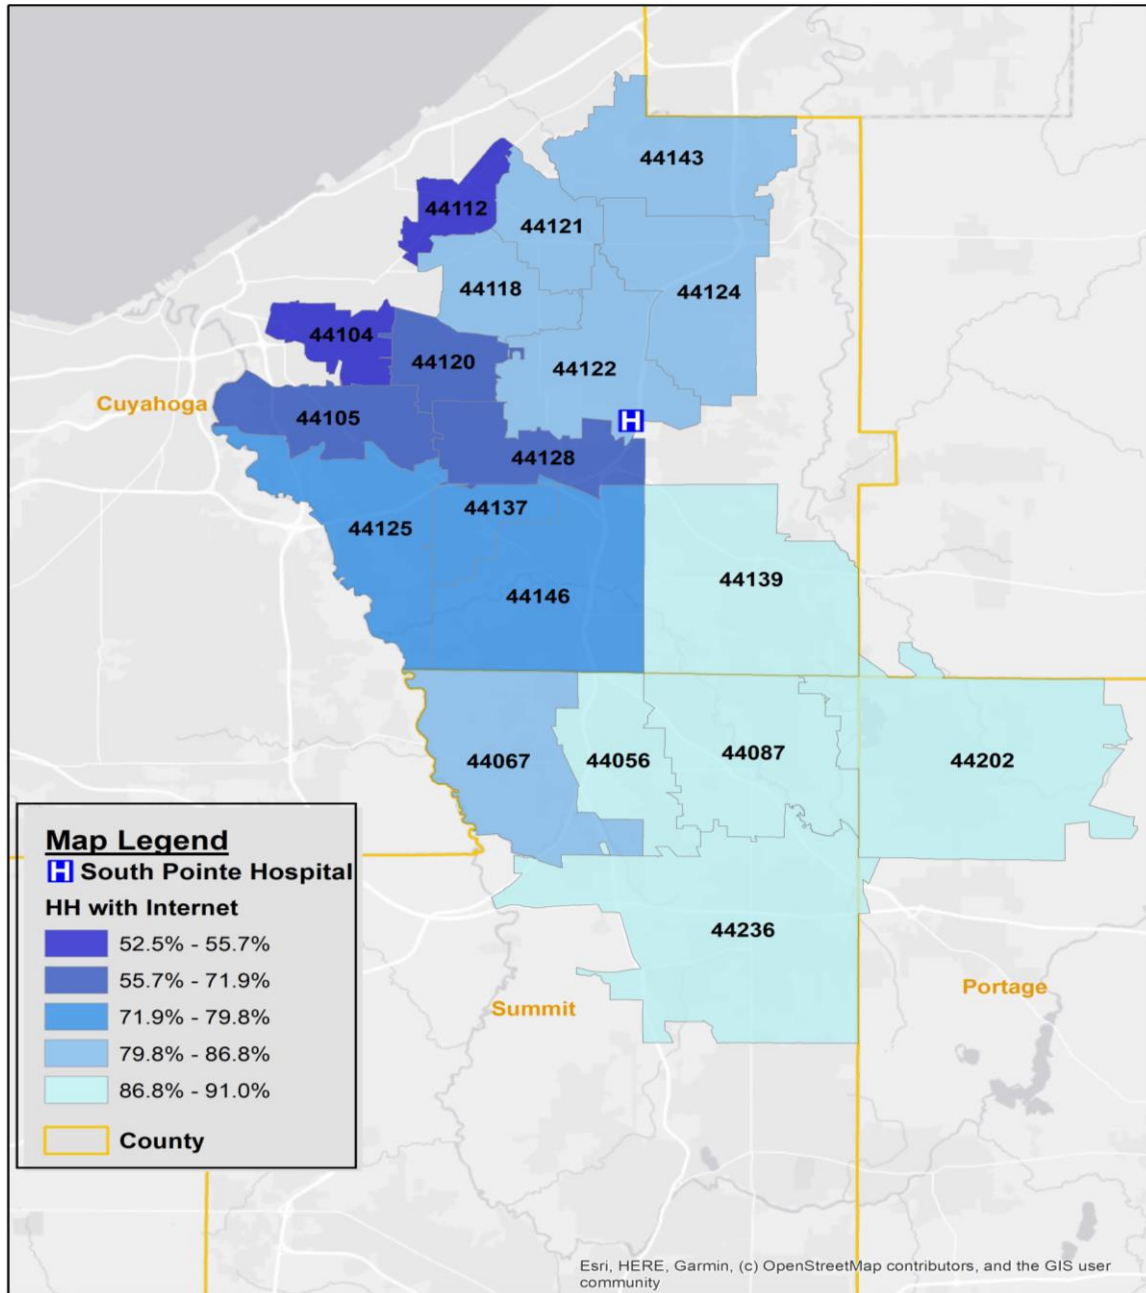 44143
44112
44121
44118
44124
44104
44120
44122
Cuyahoga
44105
H
44128
44137
44125
44139
44146
44067
44056
44087
44202
44236
Summit
Portage
Map Legend
H South Pointe Hospital
HH with Internet
52.5% - 55.7%
55.7% - 71.9%
71.9% - 79.8%
79.8% - 86.8%
86.8% - 91.0%
County
Esri, HERE, Garmin, (c) OpenStreetMap contributors, and the GIS user
community